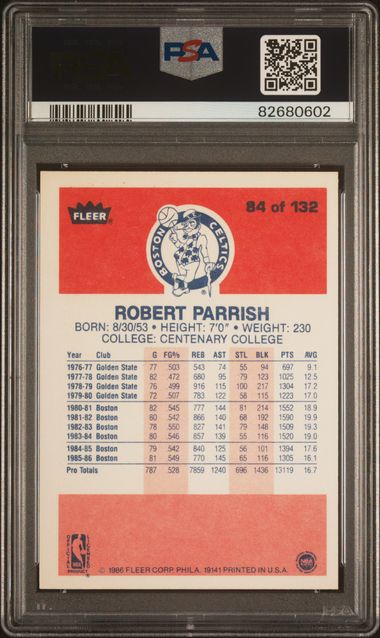 PSA
82680602
FLEER®
84 of 132
BOSTON CELTICS
ROBERT PARRISH
BORN: 8/30/53 • HEIGHT: 7'0" • WEIGHT: 230
COLLEGE: CENTENARY COLLEGE
Year Club G FG% REB AST STL BLK PTS AVG
1976-77 Golden State 77 .503 543 74 55 94 697 9.1
1977-78 Golden State 82 .472 680 95 79 123 1025 12.5
1978-79 Golden State 76 .499 916 115 100 217 1304 17.2
1979-80 Golden State 72 .507 783 122 58 115 1223 17.0
1980-81 Boston 82 .545 777 144 81 214 1552 18.9
1981-82 Boston 80 .542 866 140 68 192 1590 19.9
1982-83 Boston 78 .550 827 141 79 148 1509 19.3
1983-84 Boston 80 .546 857 139 55 116 1520 19.0
1984-85 Boston 79 .542 840 125 56 101 1394 17.6
1985-86 Boston 81 .549 770 145 65 116 1305 16.1
Pro Totals 787 .528 7859 1240 696 1436 13119 16.7
NBA
© 1986 FLEER CORP. PHILA. 19141 PRINTED IN U.S.A.